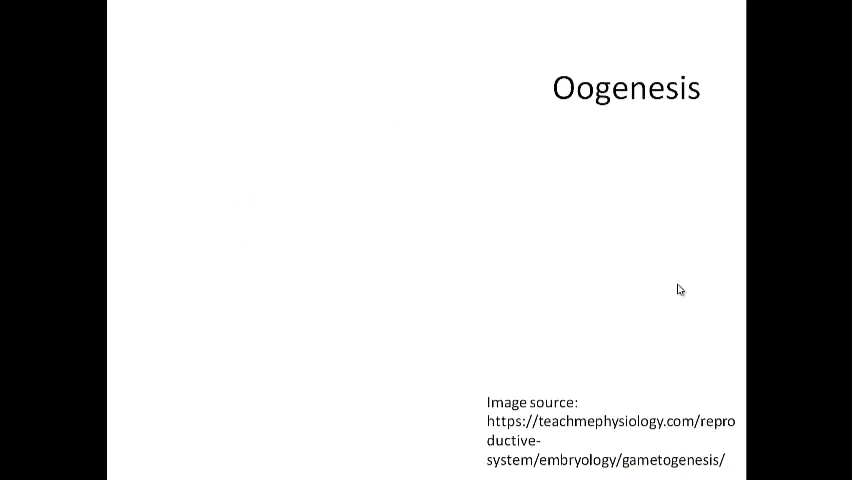 Oogenesis
Image source:
https://teachmephysiology.com/repro
ductive-
system/embryology/gametogenesis/